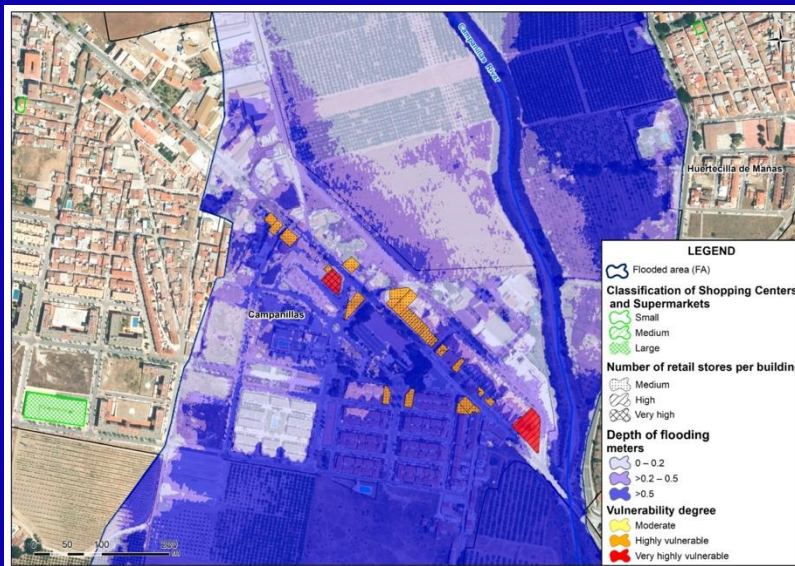 Campanillas River
Huertecilla de Mañas
Campanillas
LEGEND
Flooded area (FA)
Classification of Shopping Centers
and Supermarkets
Small
Medium
Large
Number of retail stores per building
Medium
High
Very high
Depth of flooding
meters
0 – 0.2
>0.2 – 0.5
>0.5
Vulnerability degree
Moderate
Highly vulnerable
Very highly vulnerable
0 50 100 200